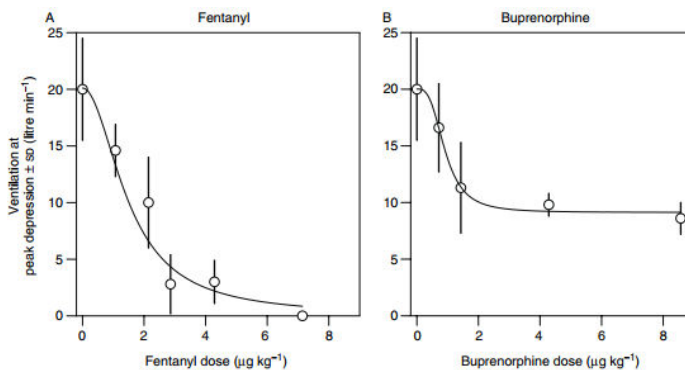 A
Fentanyl
B
Buprenorphine
Ventilation at
peak depression ± SD (litre min⁻¹)
25
20
15
10
5
0
0
2
4
6
8
Fentanyl dose (μg kg⁻¹)
25
20
15
10
5
0
0
2
4
6
8
Buprenorphine dose (μg kg⁻¹)